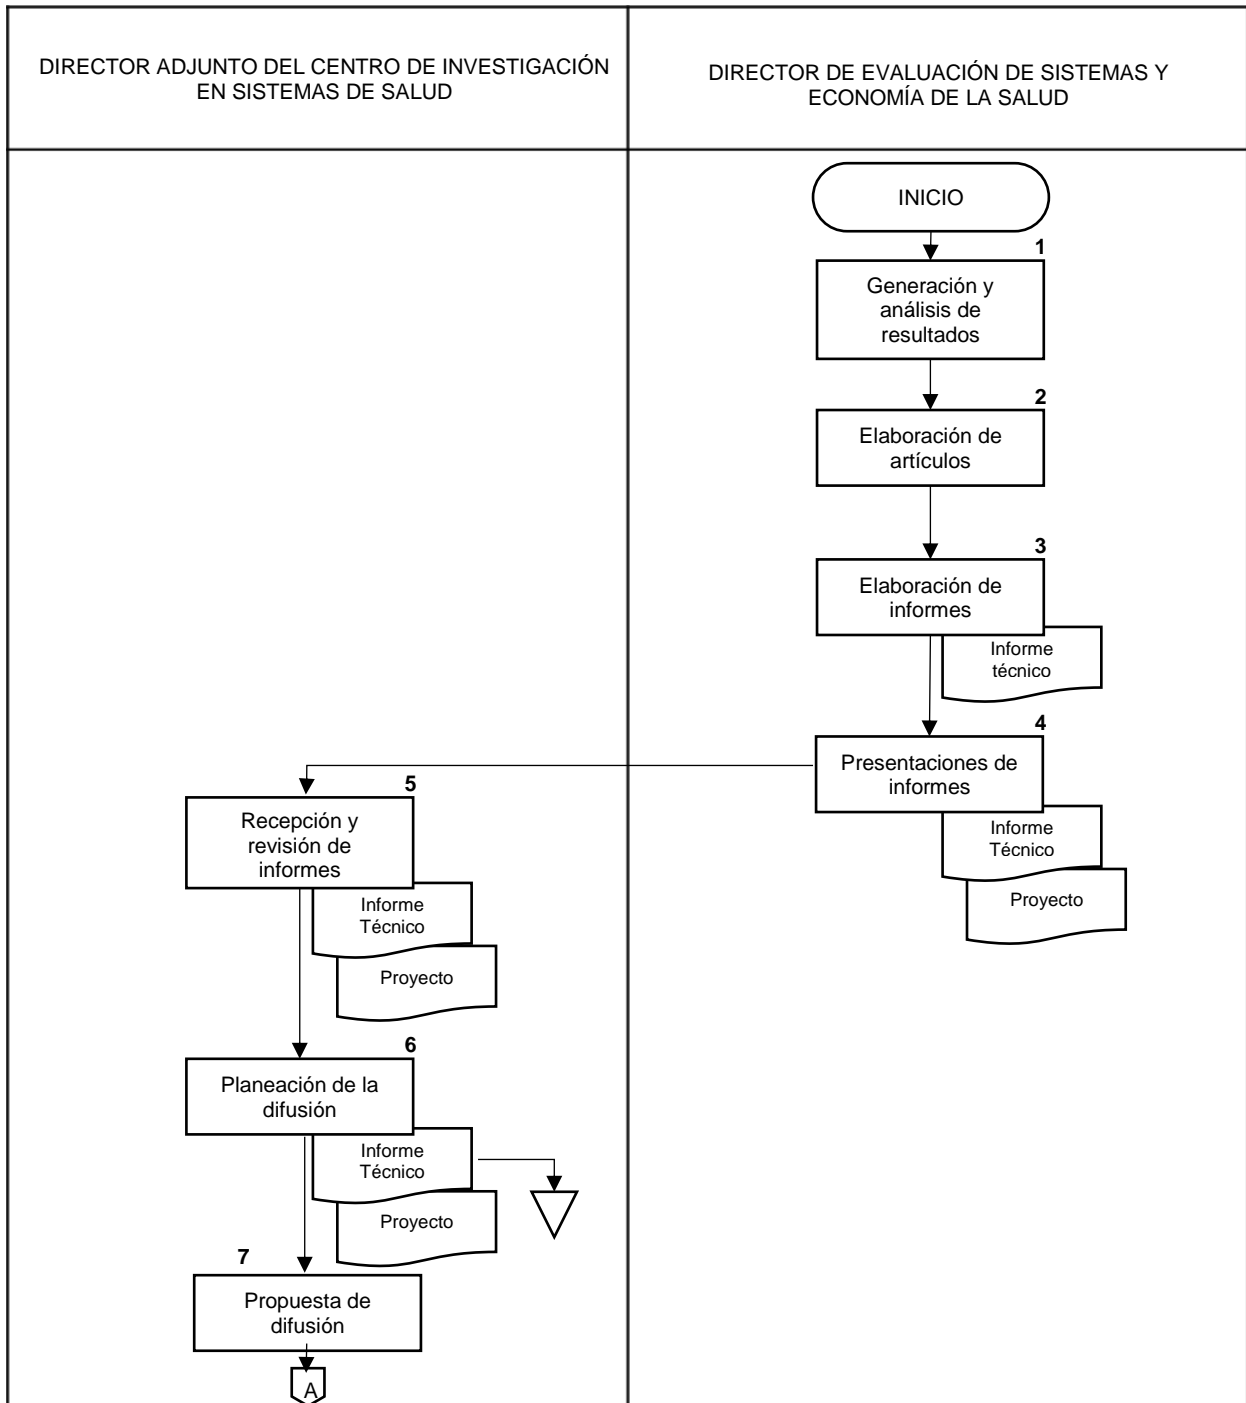 DIRECTOR ADJUNTO DEL CENTRO DE INVESTIGACIÓN
EN SISTEMAS DE SALUD
DIRECTOR DE EVALUACIÓN DE SISTEMAS Y
ECONOMÍA DE LA SALUD
INICIO
1
Generación y
análisis de
resultados
2
Elaboración de
artículos
3
Elaboración de
informes
Informe
técnico
4
Presentaciones de
informes
Informe
Técnico
Proyecto
5
Recepción y
revisión de
informes
Informe
Técnico
Proyecto
6
Planeación de la
difusión
Informe
Técnico
Proyecto
7
Propuesta de
difusión
A